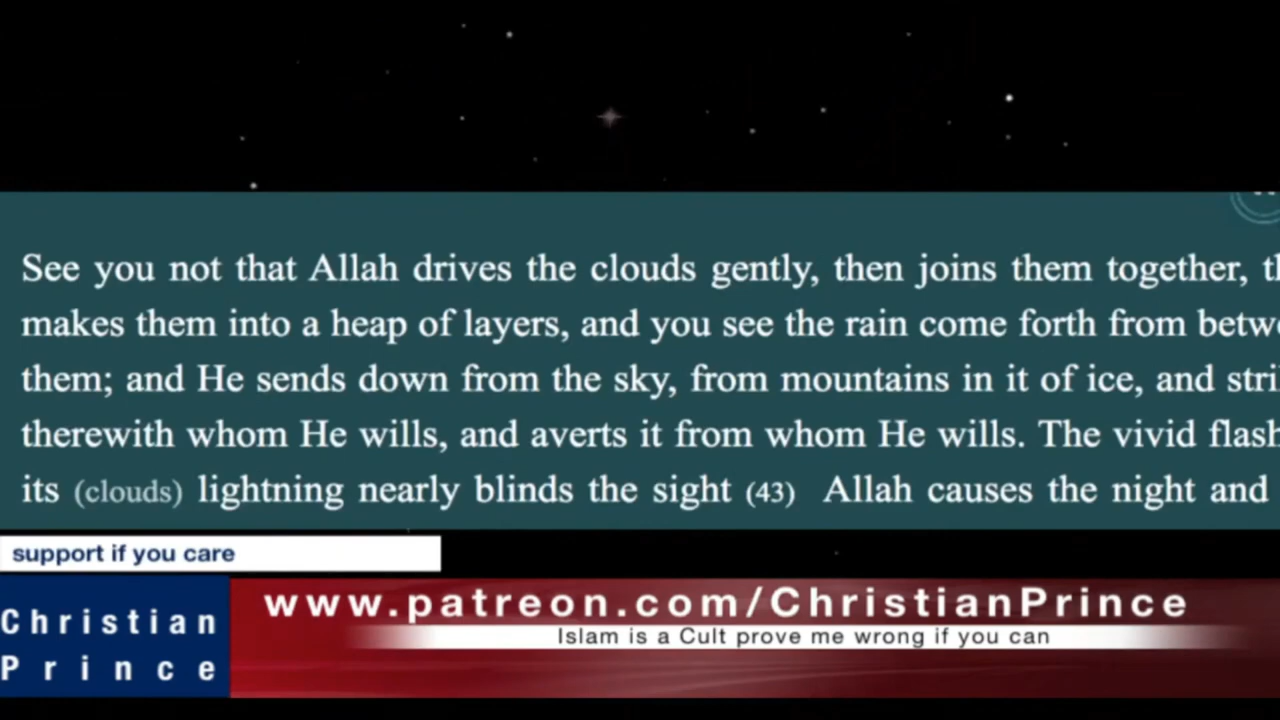 See you not that Allah drives the clouds gently, then joins them together,
makes them into a heap of layers, and you see the rain come forth from
them; and He sends down from the sky, from mountains in it of ice, and
therewith whom He wills, and averts it from whom He wills. The vivid
its (clouds) lightning nearly blinds the sight (43) Allah causes the night and
support if you care
Christian
Prince
www.patreon.com/ChristianPrince
Islam is a Cult prove me wrong if you can